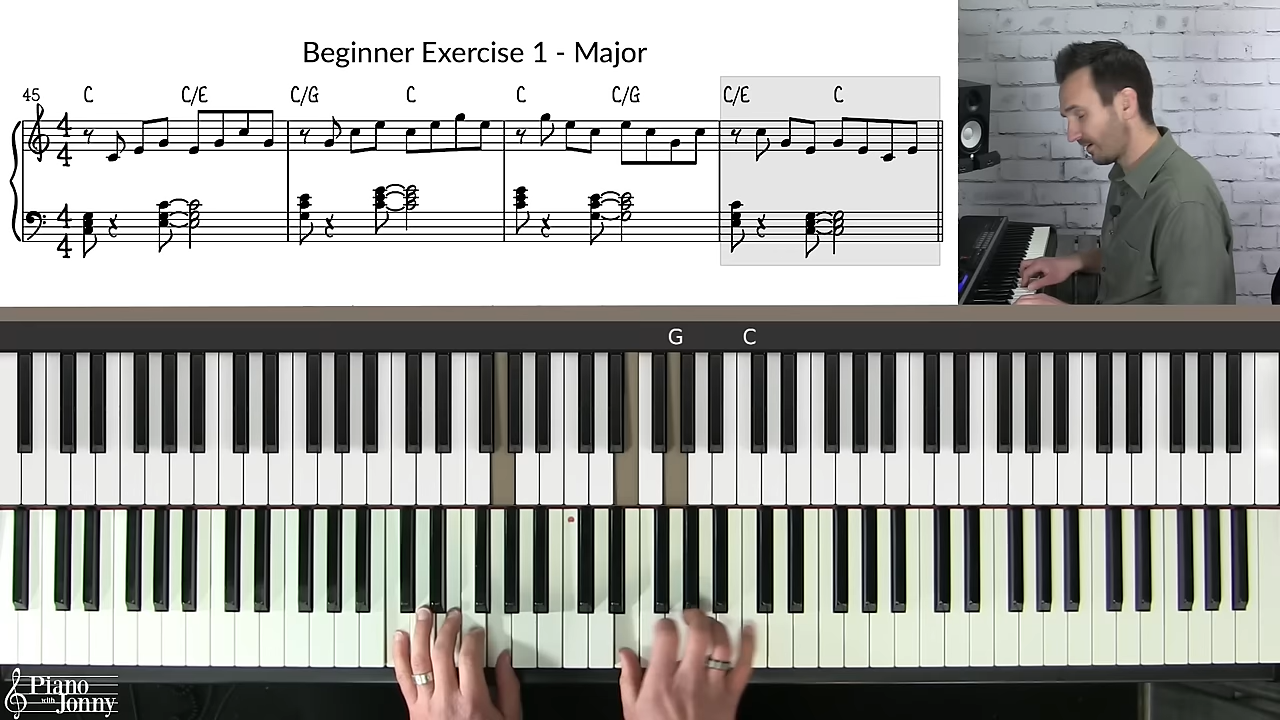 Beginner Exercise 1 - Major
45 C C/E C/G C C C/G C/E C
G C
Piano
with
Jonny